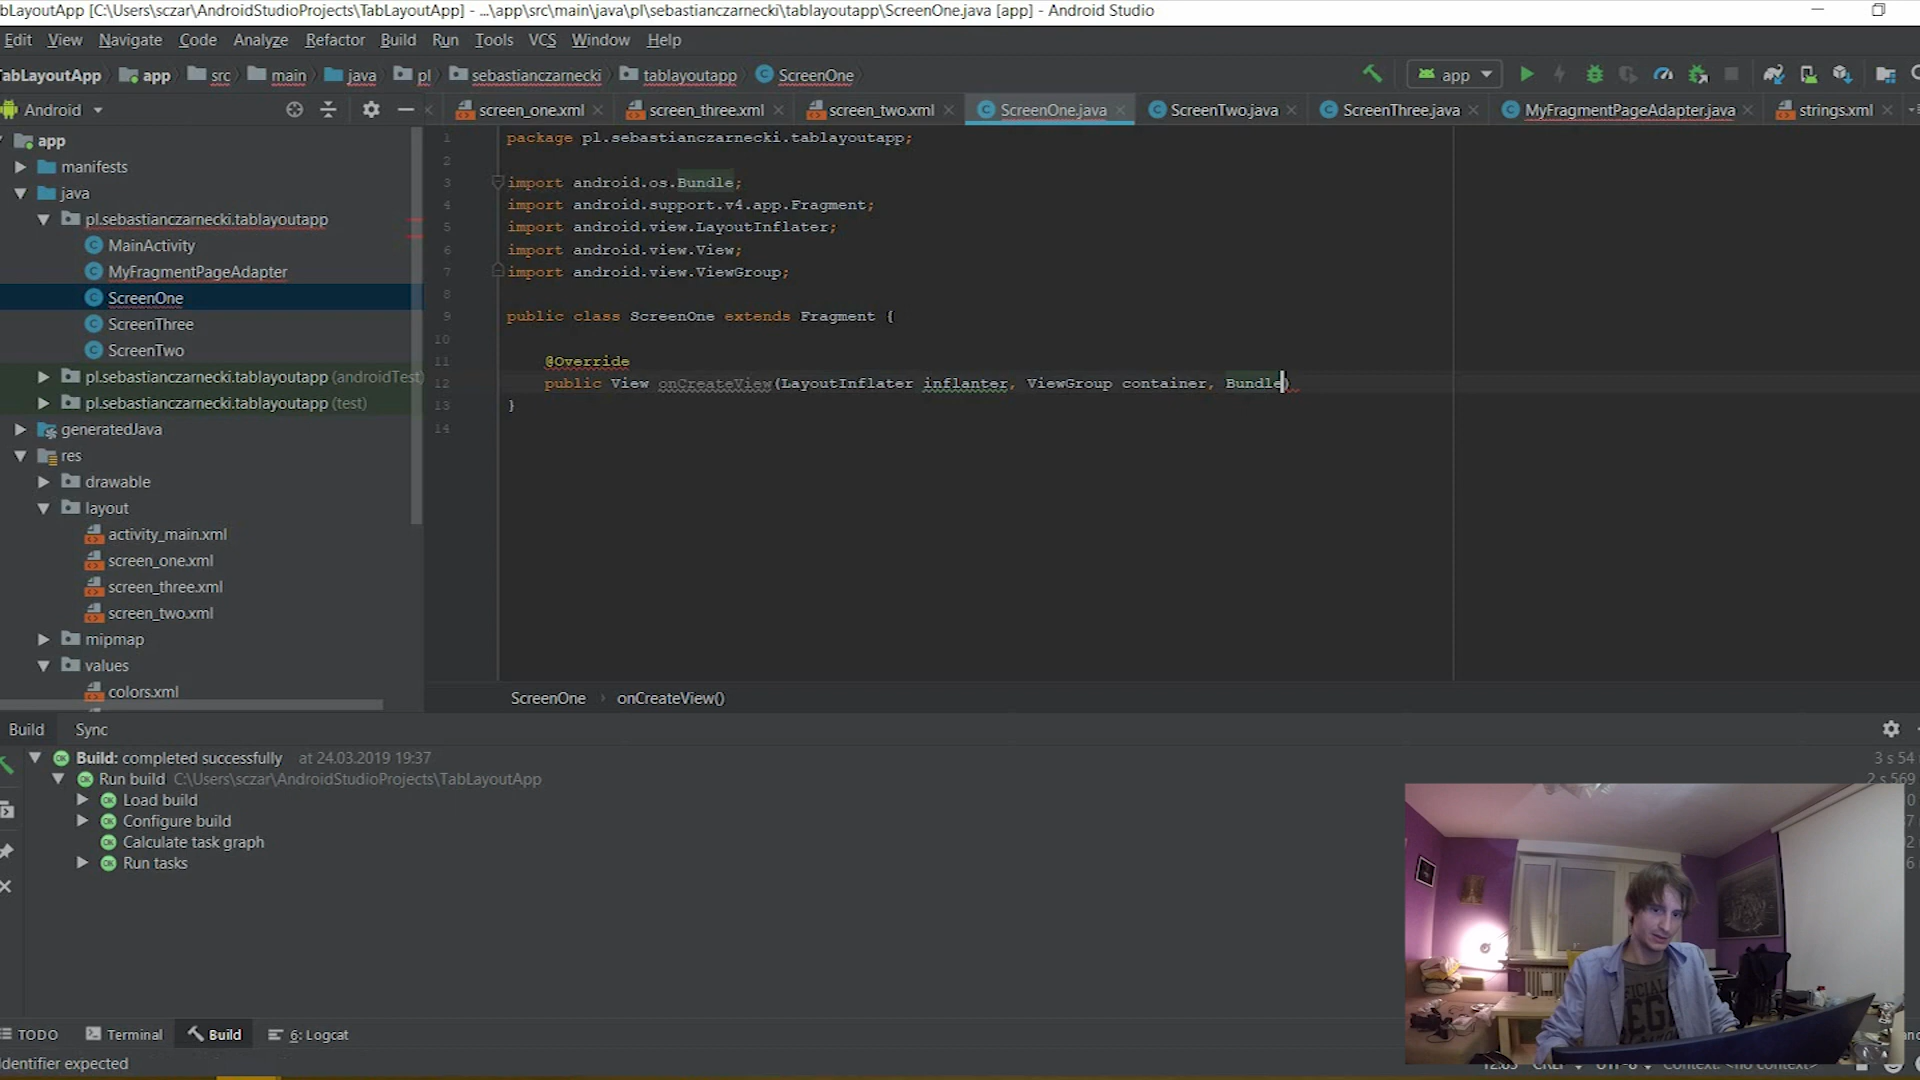 abLayoutApp [C:\Users\sczar\AndroidStudioProjects\TabLayoutApp] - ...\app\src\main\java\pl\sebastianczarnecki\tablayoutapp\ScreenOne.java [app] - Android Studio
Edit View Navigate Code Analyze Refactor Build Run Tools VCS Window Help
TabLayoutApp app src main java pl sebastianczarnecki tablayoutapp ScreenOne app
Android screen_one.xml screen_three.xml screen_two.xml ScreenOne.java ScreenTwo.java ScreenThree.java MyFragmentPageAdapter.java strings.xml
app
manifests
java
pl.sebastianczarnecki.tablayoutapp
MainActivity
MyFragmentPageAdapter
ScreenOne
ScreenThree
ScreenTwo
pl.sebastianczarnecki.tablayoutapp (androidTest)
pl.sebastianczarnecki.tablayoutapp (test)
generatedJava
res
drawable
layout
activity_main.xml
screen_one.xml
screen_three.xml
screen_two.xml
mipmap
values
colors.xml
1 package pl.sebastianczarnecki.tablayoutapp;
2
3 import android.os.Bundle;
4 import android.support.v4.app.Fragment;
5 import android.view.LayoutInflater;
6 import android.view.View;
7 import android.view.ViewGroup;
8
9 public class ScreenOne extends Fragment {
10
11 @Override
12 public View onCreateView(LayoutInflater inflanter, ViewGroup container, Bundle)
13 }
14
ScreenOne › onCreateView()
Build Sync
Build: completed successfully at 24.03.2019 19:37 3 s 54
Run build C:\Users\sczar\AndroidStudioProjects\TabLayoutApp 2 s 569
Load build
Configure build
Calculate task graph
Run tasks
OFFICIAL
TODO Terminal Build 6: Logcat
Identifier expected